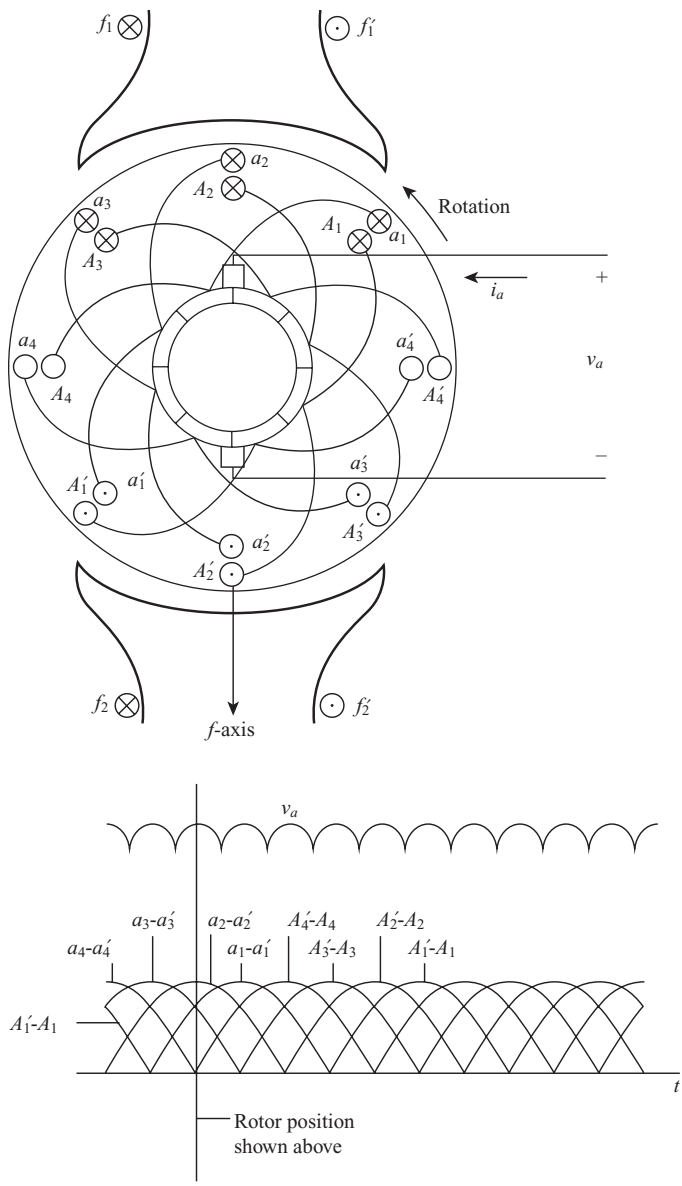 f₁ f₁′
a₂
A₂
a₃
A₃
A₁
a₁
Rotation
iₐ
+
vₐ
−
a₄
A₄
a₄′
A₄′
A₁′ a₁′
a₃′
A₃′
a₂′
A₂′
f₂ f₂′
f-axis
vₐ
a₃-a₃′ a₂-a₂′ A₄′-A₄ A₂′-A₂
a₄-a₄′ a₁-a₁′ A₃′-A₃ A₁′-A₁
A₁′-A₁
t
Rotor position
shown above